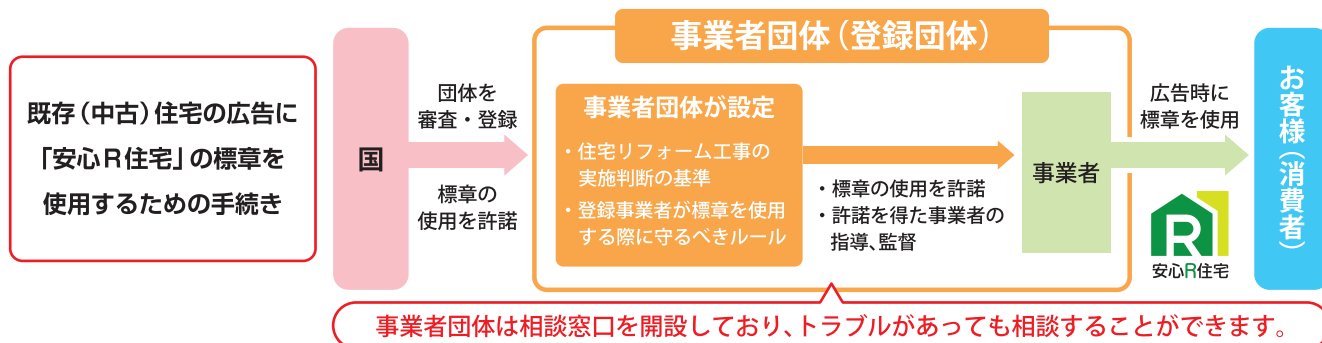 既存(中古)住宅の広告に
「安心R住宅」の標章を
使用するための手続き
国
団体を
審査・登録
標章の
使用を許諾
事業者団体(登録団体)
事業者団体が設定
・住宅リフォーム工事の
実施判断の基準
・登録事業者が標章を使用
する際に守るべきルール
・標章の使用を許諾
・許諾を得た事業者の
指導、監督
事業者
広告時に
標章を使用
R
安心R住宅
お客様(消費者)
事業者団体は相談窓口を開設しており、トラブルがあっても相談することができます。